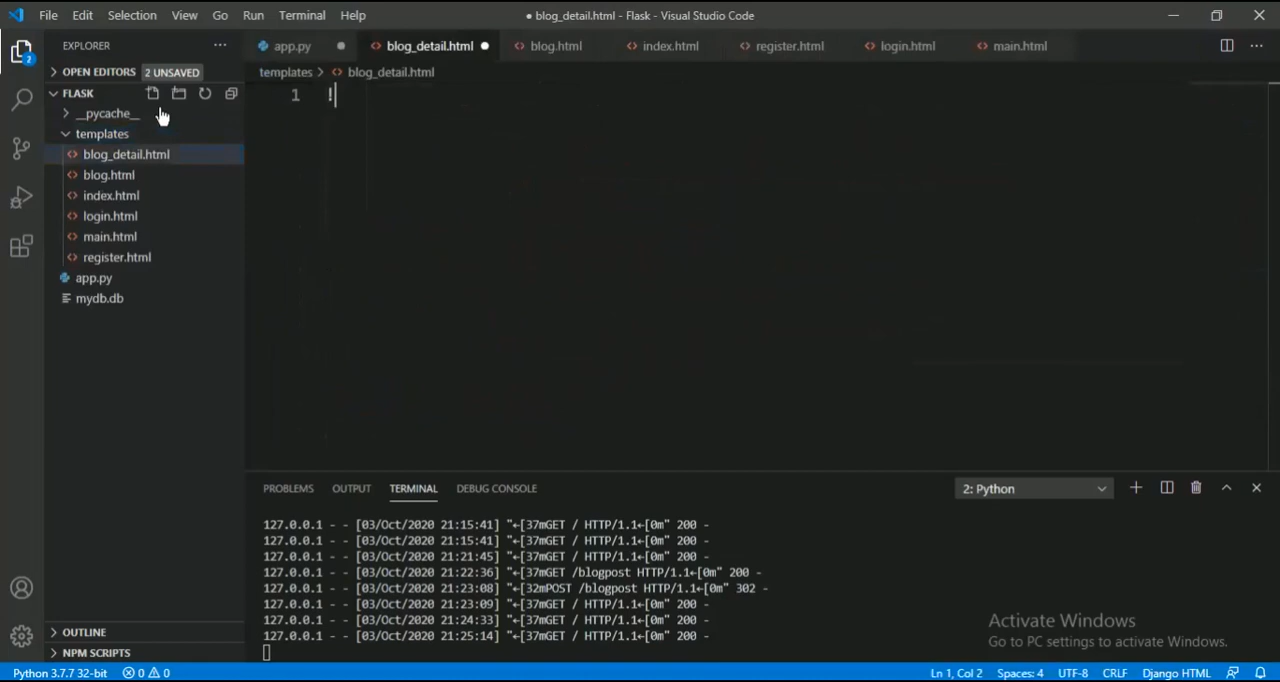 File Edit Selection View Go Run Terminal Help ● blog_detail.html - Flask - Visual Studio Code
EXPLORER ···
app.py blog_detail.html blog.html index.html register.html login.html main.html ···
OPEN EDITORS 2 UNSAVED
templates > blog_detail.html
FLASK
1 !
__pycache__
templates
blog_detail.html
blog.html
index.html
login.html
main.html
register.html
app.py
mydb.db
2
PROBLEMS OUTPUT TERMINAL DEBUG CONSOLE 2: Python
127.0.0.1 - - [03/Oct/2020 21:15:41] "←[37mGET / HTTP/1.1←[0m" 200 -
127.0.0.1 - - [03/Oct/2020 21:15:41] "←[37mGET / HTTP/1.1←[0m" 200 -
127.0.0.1 - - [03/Oct/2020 21:21:45] "←[37mGET / HTTP/1.1←[0m" 200 -
127.0.0.1 - - [03/Oct/2020 21:22:36] "←[37mGET /blogpost HTTP/1.1←[0m" 200 -
127.0.0.1 - - [03/Oct/2020 21:23:08] "←[32mPOST /blogpost HTTP/1.1←[0m" 302 -
127.0.0.1 - - [03/Oct/2020 21:23:09] "←[37mGET / HTTP/1.1←[0m" 200 -
127.0.0.1 - - [03/Oct/2020 21:24:33] "←[37mGET / HTTP/1.1←[0m" 200 -
127.0.0.1 - - [03/Oct/2020 21:25:14] "←[37mGET / HTTP/1.1←[0m" 200 -
Activate Windows
Go to PC settings to activate Windows.
OUTLINE
NPM SCRIPTS
Python 3.7.7 32-bit 0 0 Ln 1, Col 2 Spaces: 4 UTF-8 CRLF Django HTML